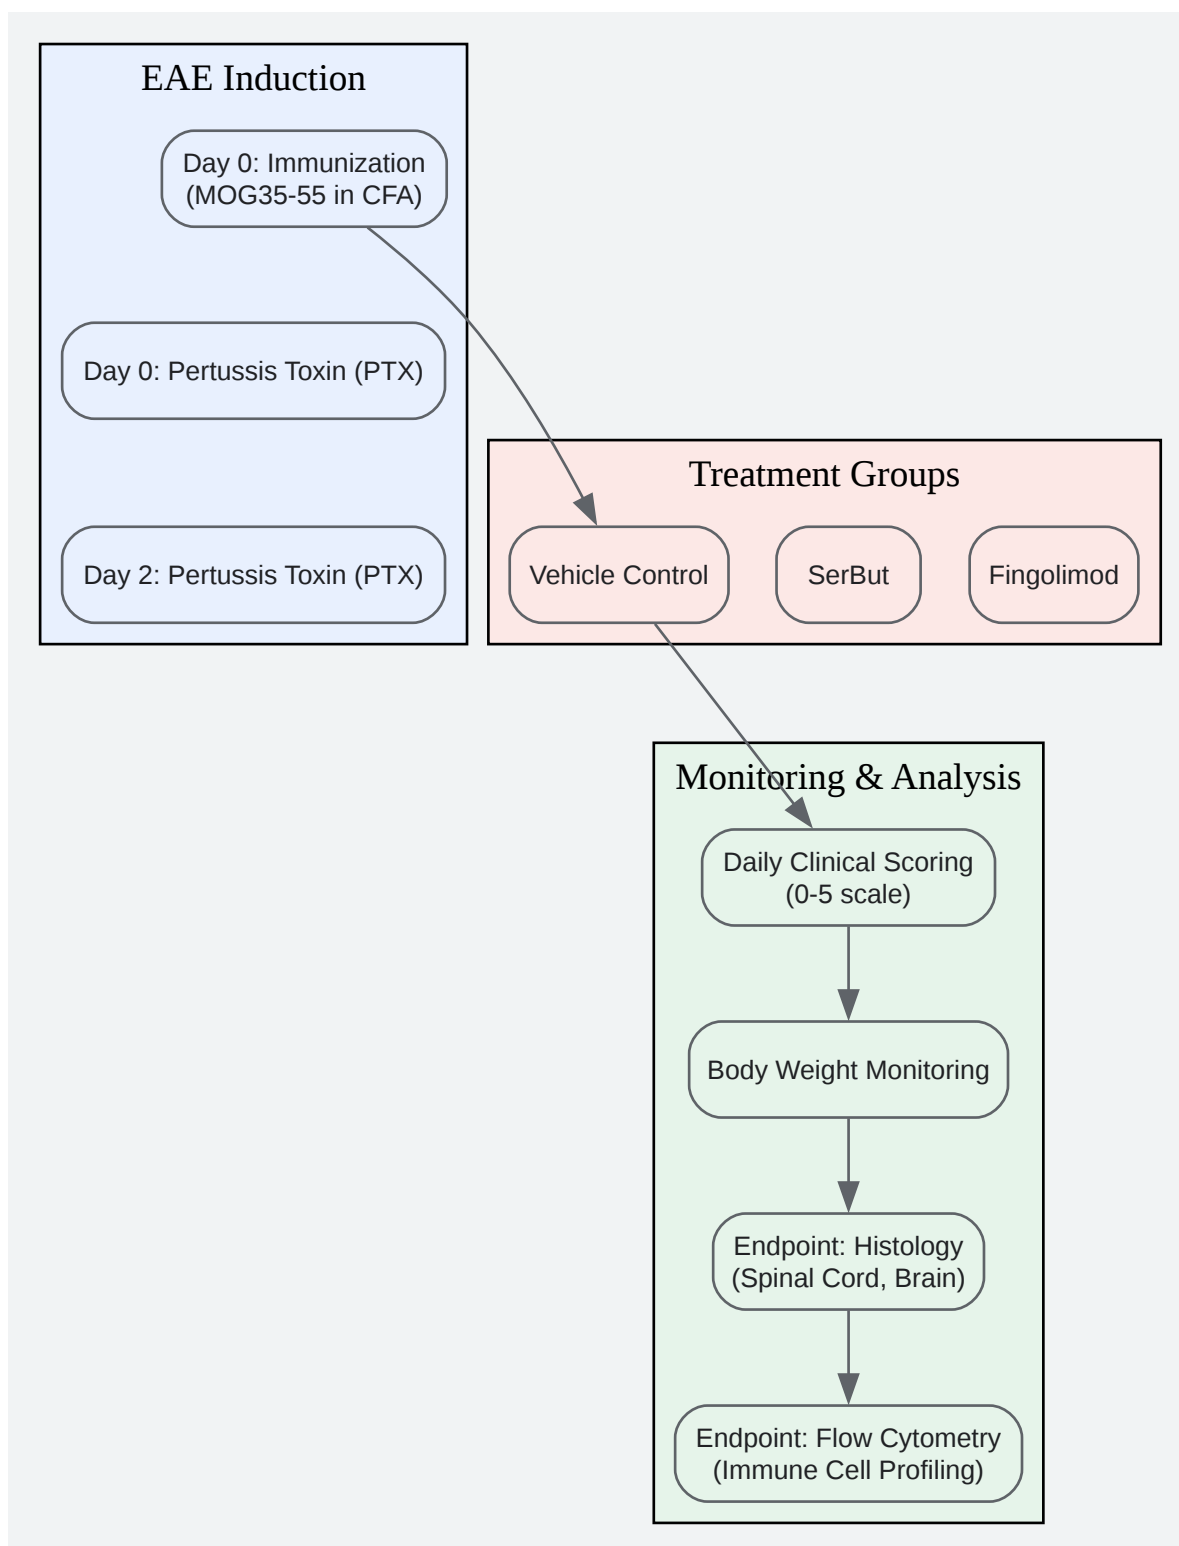 EAE Induction
Day 0: Immunization
(MOG35-55 in CFA)
Day 0: Pertussis Toxin (PTX)
Day 2: Pertussis Toxin (PTX)
Treatment Groups
Vehicle Control
SerBut
Fingolimod
Monitoring & Analysis
Daily Clinical Scoring
(0-5 scale)
Body Weight Monitoring
Endpoint: Histology
(Spinal Cord, Brain)
Endpoint: Flow Cytometry
(Immune Cell Profiling)